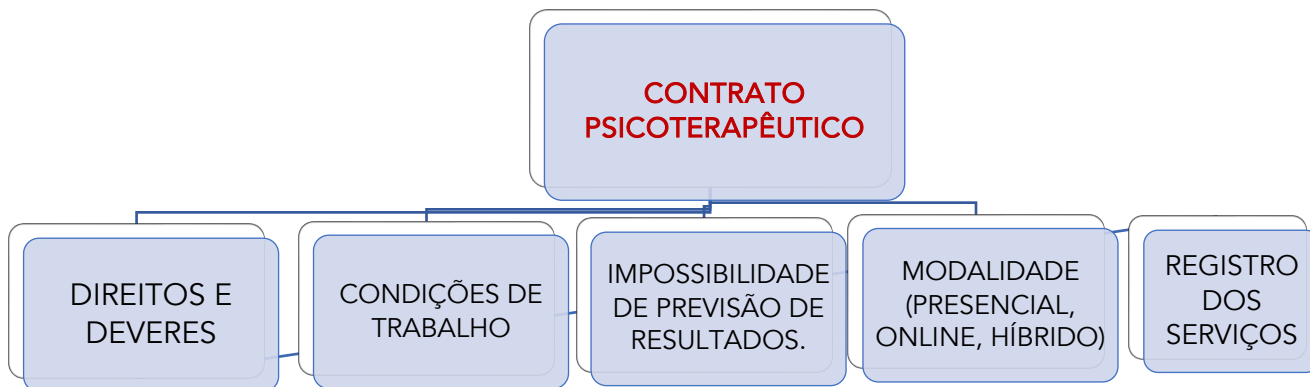 CONTRATO
PSICOTERAPÊUTICO
DIREITOS E
DEVERES
CONDIÇÕES DE
TRABALHO
IMPOSSIBILIDADE
DE PREVISÃO DE
RESULTADOS.
MODALIDADE
(PRESENCIAL,
ONLINE, HÍBRIDO)
REGISTRO
DOS
SERVIÇOS